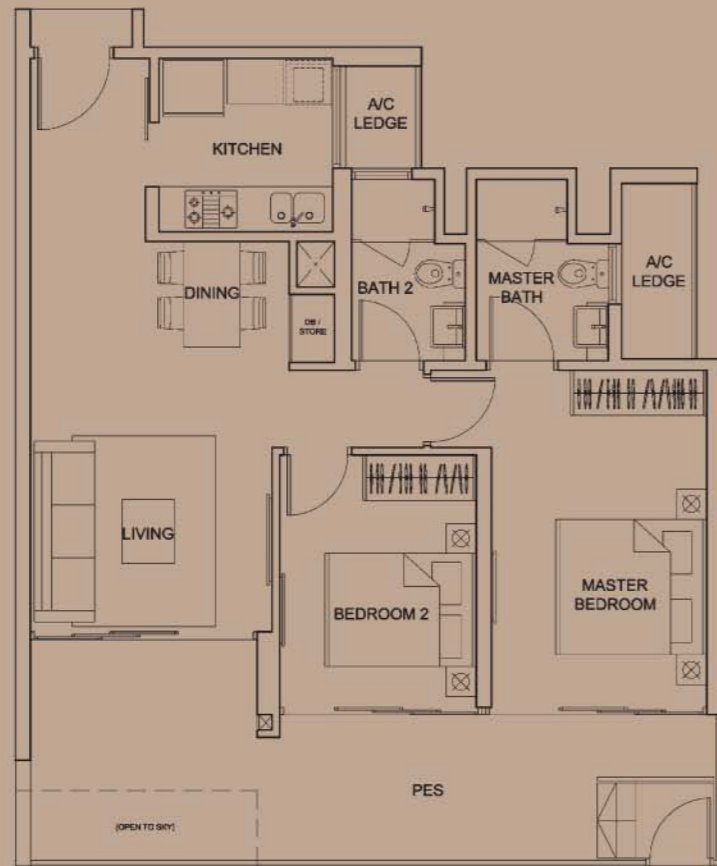 A/C
LEDGE
KITCHEN
A/C
LEDGE
BATH 2
MASTER
BATH
DINING
DB /
STORE
LIVING
BEDROOM 2
MASTER
BEDROOM
PES
(OPEN TO SKY)